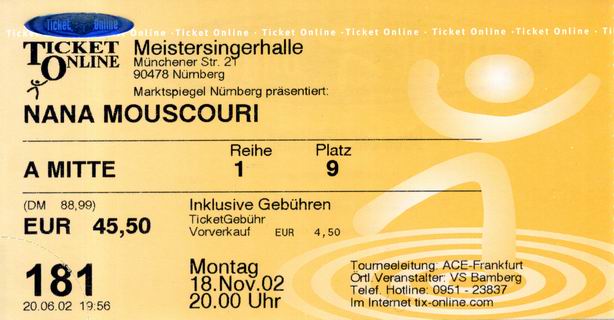 Ticket Online
Ticket Online - Ticket Online - Ticket Online - Ticket Online - Ticket Online
TICKET
ONLINE
Meistersingerhalle
Münchener Str. 21
90478 Nürnberg
Marktspiegel Nürnberg präsentiert:
NANA MOUSCOURI
Reihe Platz
A MITTE 1 9
(DM 88,99)
EUR 45,50
Inklusive Gebühren
TicketGebühr
Vorverkauf EUR 4,50
181
20.06.02 19:56
Montag
18.Nov.02
20.00 Uhr
Tourneeleitung: ACE-Frankfurt
Örtl.Veranstalter: VS Bamberg
Telef. Hotline: 0951 - 23837
Im Internet tix-online.com